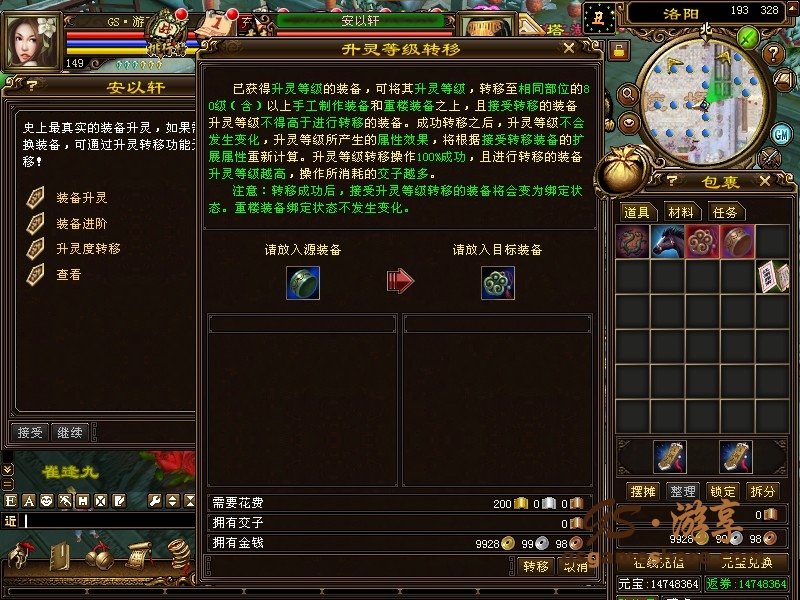 GS·游
149
安以轩
塔
丑
洛阳
193 328
北
GM
安以轩
史上最真实的装备升灵，如果
换装备，可通过升灵转移功能
移！
装备升灵
装备进阶
升灵度转移
查看
接受
继续
崔逢九
近
升灵等级转移
已获得升灵等级的装备，可将其升灵等级，转移至相同部位的8
0级（含）以上手工制作装备和重楼装备之上，且接受转移的装备
升灵等级不得高于进行转移的装备。成功转移之后，升灵等级不会
发生变化，升灵等级所产生的属性效果，将根据接受转移装备的扩
展属性重新计算。升灵等级转移操作100%成功，且进行转移的装备
升灵等级越高，操作所消耗的交子越多。
注意：转移成功后，接受升灵等级转移的装备将会变为绑定状
态。重楼装备绑定状态不发生变化。
请放入源装备
请放入目标装备
需要花费
200 0 0
拥有交子
0
拥有金钱
9928 99 98
转移
取消
包裹
道具
材料
任务
摆摊
整理
锁定
拆分
0
9928 98
GS·游享
元宝兑换
元宝:14748364
返券:14748364